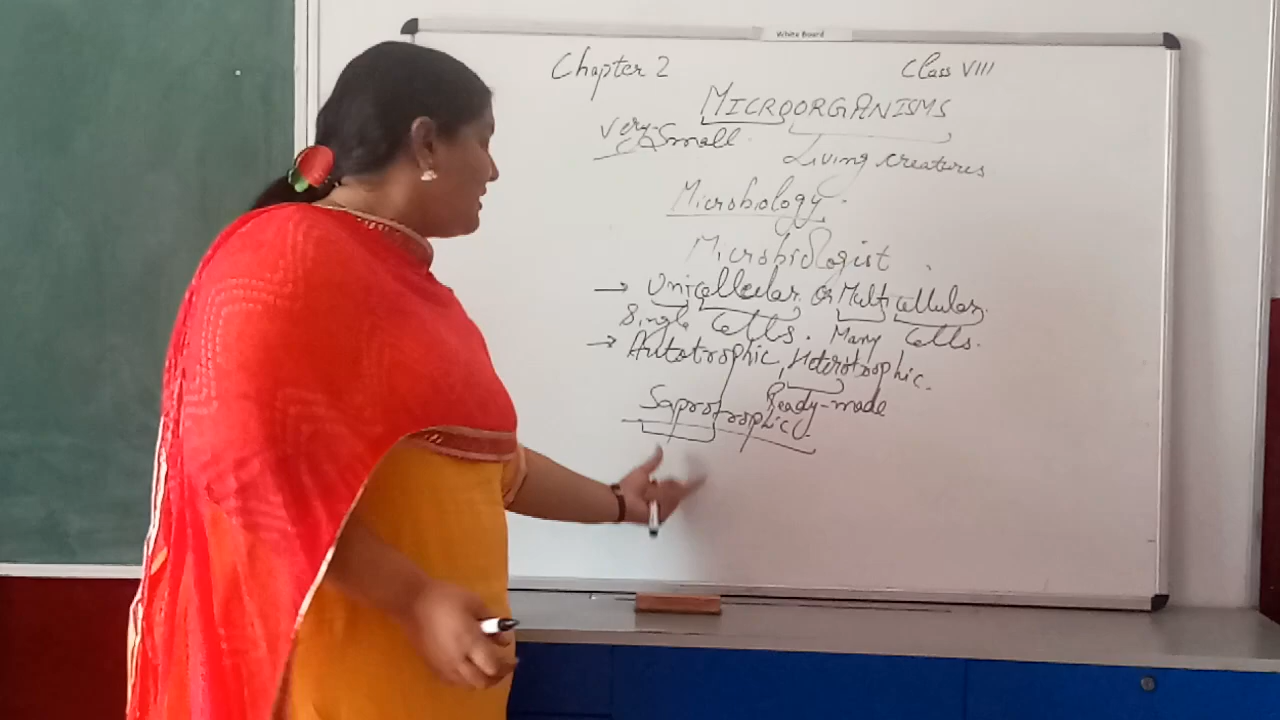 White Board
Chapter 2 Class VIII
MICROORGANISMS
Very Small.
Living creatures
Microbiology.
Microbiologist.
→ Unicellular or Multicellular.
Single Cells. Many Cells.
→ Autotrophic, Heterotrophic.
Ready-made
Saprotrophic.